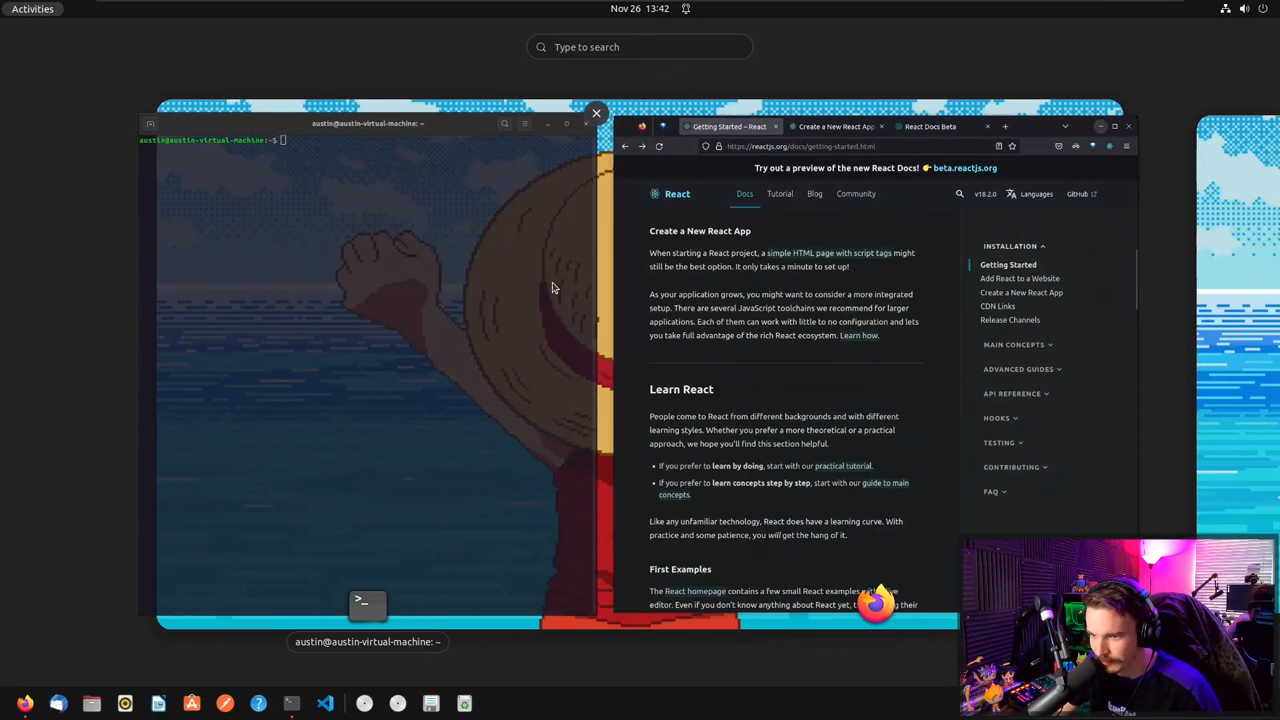 Activities
Nov 26 13:42
Type to search
austin@austin-virtual-machine: ~
austin@austin-virtual-machine:~$
Getting Started – React
Create a New React App
React Docs Beta
https://reactjs.org/docs/getting-started.html
Try out a preview of the new React Docs! 👉 beta.reactjs.org
React
Docs
Tutorial
Blog
Community
v18.2.0
Languages
GitHub
Create a New React App
When starting a React project, a simple HTML page with script tags might
still be the best option. It only takes a minute to set up!
As your application grows, you might want to consider a more integrated
setup. There are several JavaScript toolchains we recommend for larger
applications. Each of them can work with little to no configuration and lets
you take full advantage of the rich React ecosystem. Learn how.
Learn React
People come to React from different backgrounds and with different
learning styles. Whether you prefer a more theoretical or a practical
approach, we hope you'll find this section helpful.
• If you prefer to learn by doing, start with our practical tutorial.
• If you prefer to learn concepts step by step, start with our guide to main
concepts.
Like any unfamiliar technology, React does have a learning curve. With
practice and some patience, you will get the hang of it.
First Examples
The React homepage contains a few small React examples
editor. Even if you don't know anything about React yet, their
INSTALLATION
Getting Started
Add React to a Website
Create a New React App
CDN Links
Release Channels
MAIN CONCEPTS
ADVANCED GUIDES
API REFERENCE
HOOKS
TESTING
CONTRIBUTING
FAQ
>_
austin@austin-virtual-machine: ~